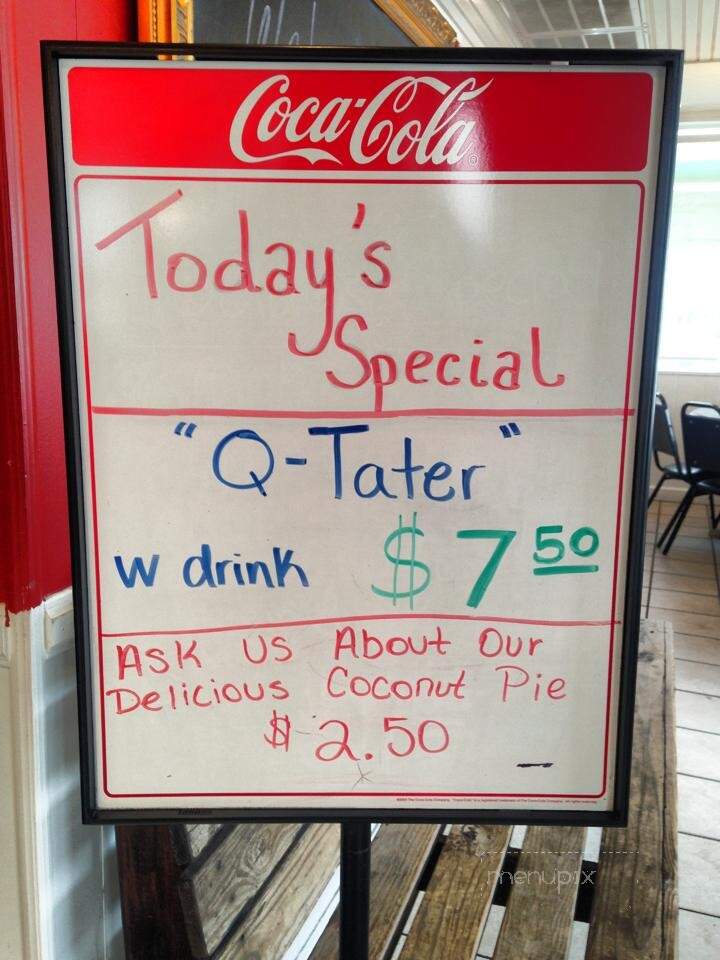 Coca-Cola
Today's
Special
"Q-Tater"
w drink $7 50
Ask Us About Our
Delicious Coconut Pie
$2.50
menupix